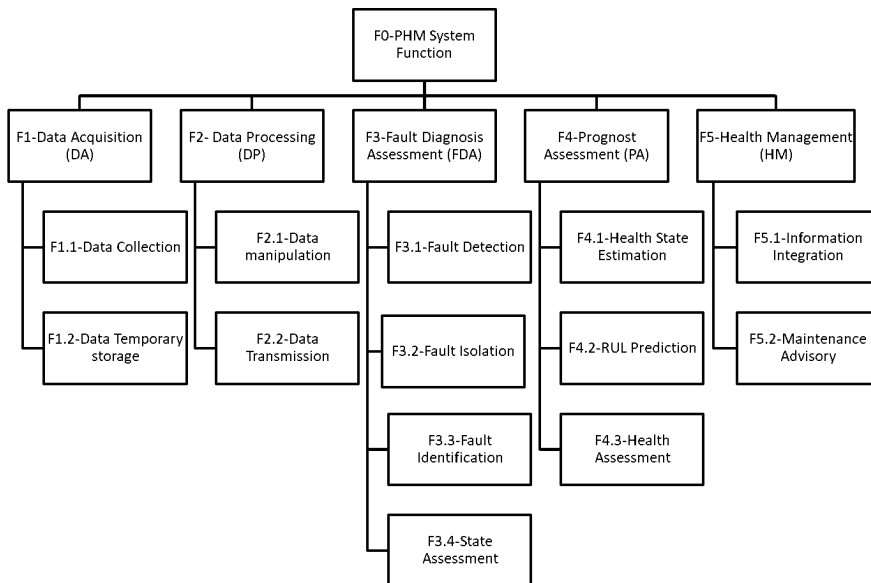 F0-PHM System
Function
F1-Data Acquisition
(DA)
F2- Data Processing
(DP)
F3-Fault Diagnosis
Assessment (FDA)
F4-Prognost
Assessment (PA)
F5-Health Management
(HM)
F1.1-Data Collection
F2.1-Data
manipulation
F3.1-Fault Detection
F4.1-Health State
Estimation
F5.1-Information
Integration
F1.2-Data Temporary
storage
F2.2-Data
Transmission
F3.2-Fault Isolation
F4.2-RUL Prediction
F5.2-Maintenance
Advisory
F3.3-Fault
Identification
F4.3-Health
Assessment
F3.4-State
Assessment